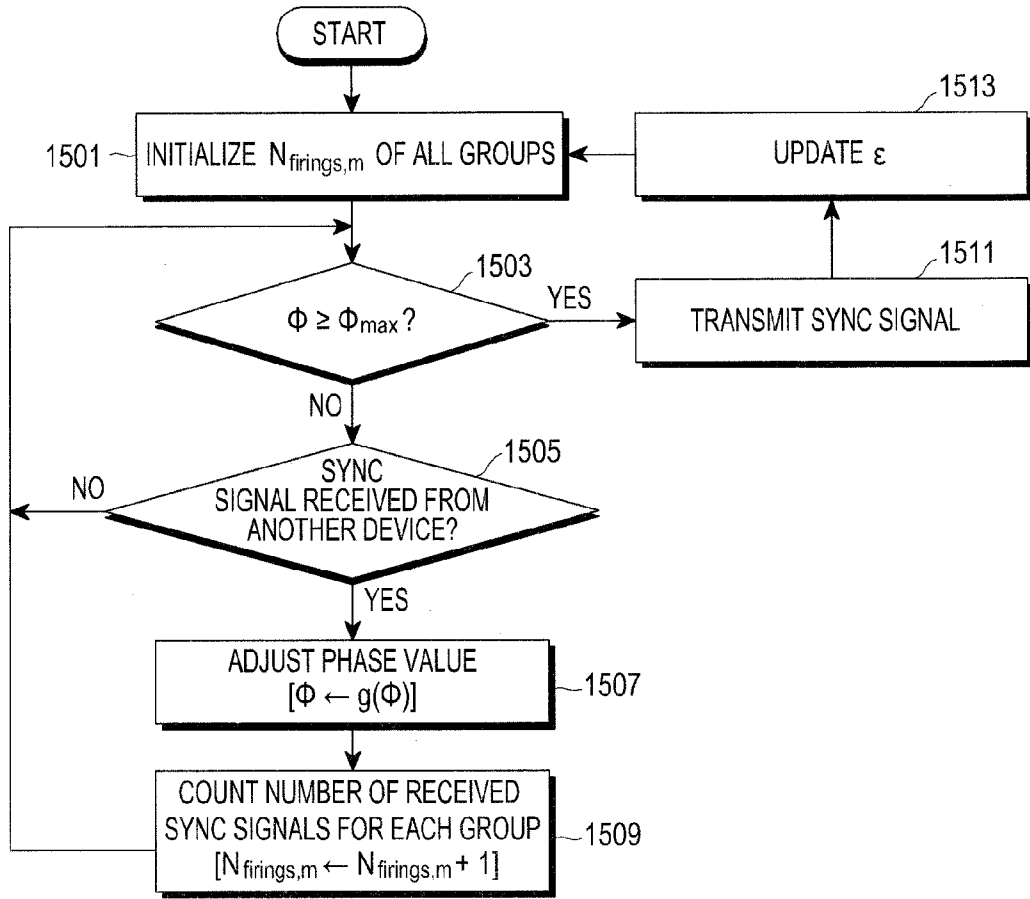 START
1501
INITIALIZE N_firings,m OF ALL GROUPS
1513
UPDATE ε
1503
Φ ≥ Φ_max?
YES
1511
TRANSMIT SYNC SIGNAL
NO
1505
SYNC
SIGNAL RECEIVED FROM
ANOTHER DEVICE?
NO
YES
ADJUST PHASE VALUE
[Φ ← g(Φ)]
1507
COUNT NUMBER OF RECEIVED
SYNC SIGNALS FOR EACH GROUP
[N_firings,m ← N_firings,m + 1]
1509